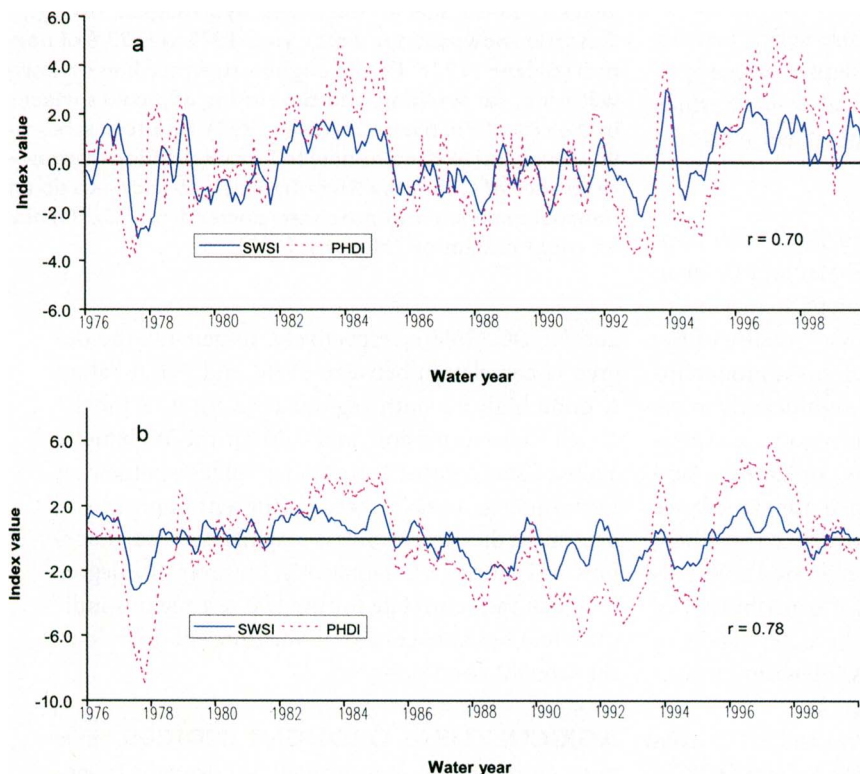 a
6.0
4.0
2.0
0.0
-2.0
-4.0
-6.0
Index value
SWSI PHDI
r = 0.70
1976 1978 1980 1982 1984 1986 1988 1990 1992 1994 1996 1998
Water year
b
6.0
2.0
-2.0
-6.0
-10.0
Index value
SWSI PHDI
r = 0.78
1976 1978 1980 1982 1984 1986 1988 1990 1992 1994 1996 1998
Water year